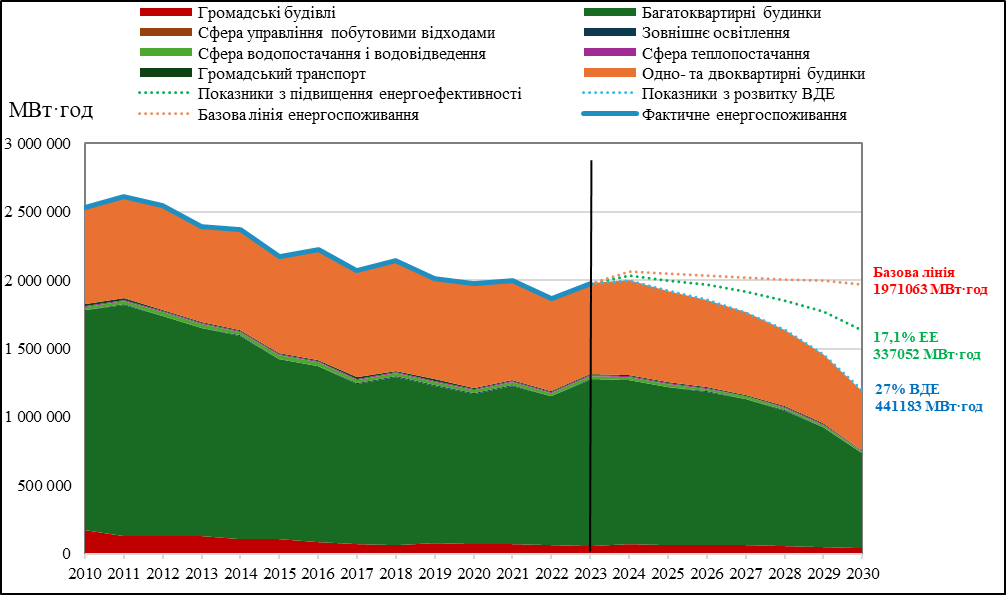 Громадські будівлі
Багатоквартирні будинки
Сфера управління побутовими відходами
Зовнішнє освітлення
Сфера водопостачання і водовідведення
Сфера теплопостачання
Громадський транспорт
Одно- та двоквартирні будинки
Показники з підвищення енергоефективності
Показники з розвитку ВДЕ
Базова лінія енергоспоживання
Фактичне енергоспоживання
МВт·год
3 000 000
2 500 000
2 000 000
1 500 000
1 000 000
500 000
0
2010 2011 2012 2013 2014 2015 2016 2017 2018 2019 2020 2021 2022 2023 2024 2025 2026 2027 2028 2029 2030
Базова лінія
1971063 МВт·год
17,1% ЕЕ
337052 МВт·год
27% ВДЕ
441183 МВт·год